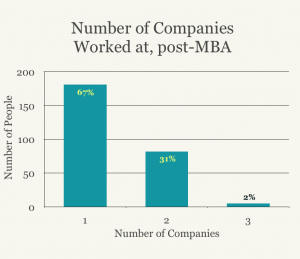 Number of Companies
Worked at, post-MBA
Number of People
200
150
100
50
0
67%
31%
2%
1 2 3
Number of Companies